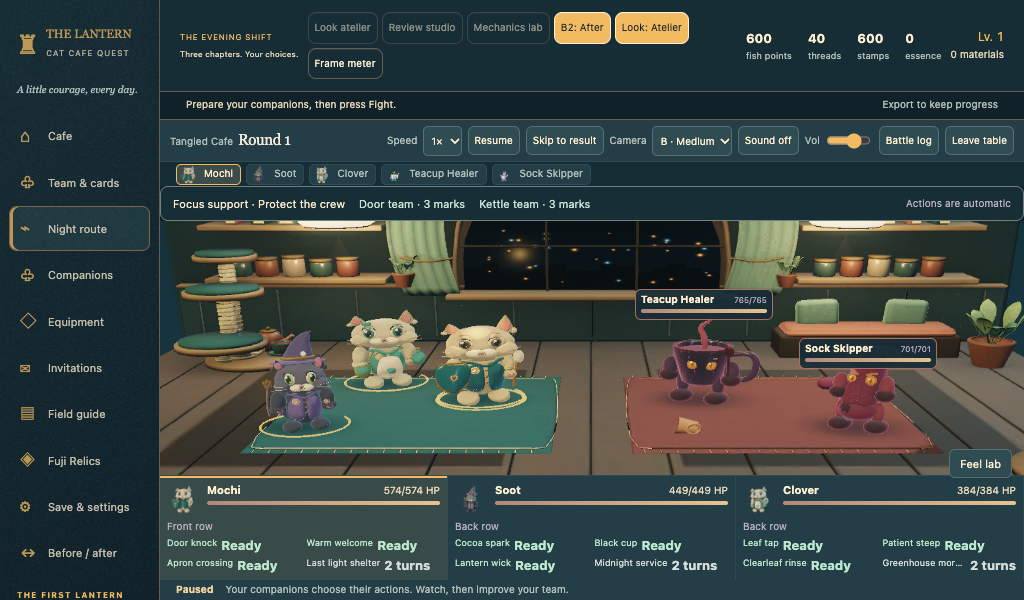 THE LANTERN
CAT CAFE QUEST
A little courage, every day.
Cafe
Team & cards
Night route
Companions
Equipment
Invitations
Field guide
Fuji Relics
Save & settings
Before / after
THE FIRST LANTERN
THE EVENING SHIFT
Three chapters. Your choices.
Look atelier
Review studio
Mechanics lab
B2: After
Look: Atelier
Frame meter
600 fish points
40 threads
600 stamps
0 essence
Lv. 1
0 materials
Prepare your companions, then press Fight.
Export to keep progress
Tangled Cafe Round 1
Speed 1x
Resume
Skip to result
Camera B · Medium
Sound off
Vol
Battle log
Leave table
Mochi
Soot
Clover
Teacup Healer
Sock Skipper
Focus support · Protect the crew
Door team · 3 marks
Kettle team · 3 marks
Actions are automatic
Teacup Healer 765/765
Sock Skipper 701/701
Feel lab
Mochi 574/574 HP
Front row
Door knock Ready
Warm welcome Ready
Apron crossing Ready
Last light shelter 2 turns
Soot 449/449 HP
Back row
Cocoa spark Ready
Black cup Ready
Lantern wick Ready
Midnight service 2 turns
Clover 384/384 HP
Back row
Leaf tap Ready
Patient steep Ready
Clearleaf rinse Ready
Greenhouse mor... 2 turns
Paused Your companions choose their actions. Watch, then improve your team.